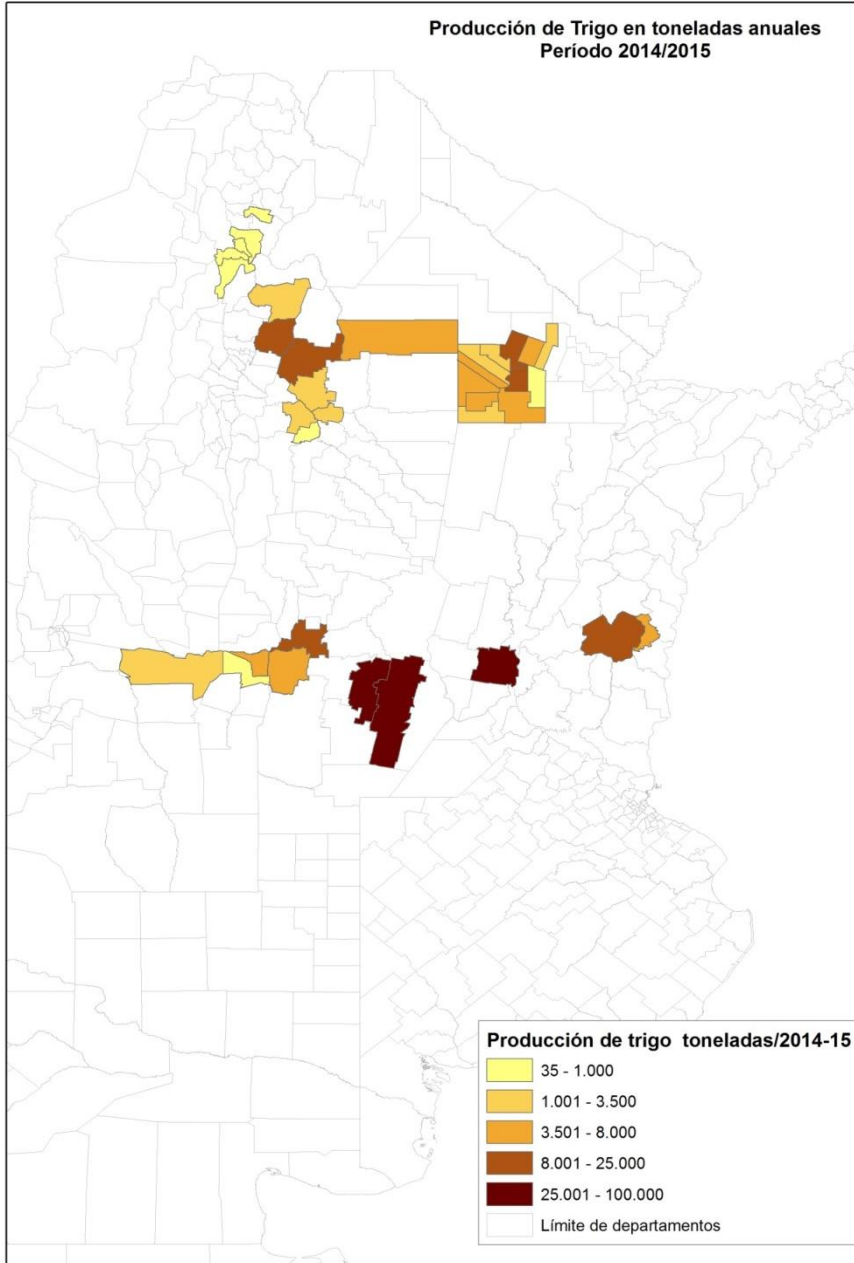 Producción de Trigo en toneladas anuales
Período 2014/2015
Producción de trigo toneladas/2014-15
35 - 1.000
1.001 - 3.500
3.501 - 8.000
8.001 - 25.000
25.001 - 100.000
Límite de departamentos